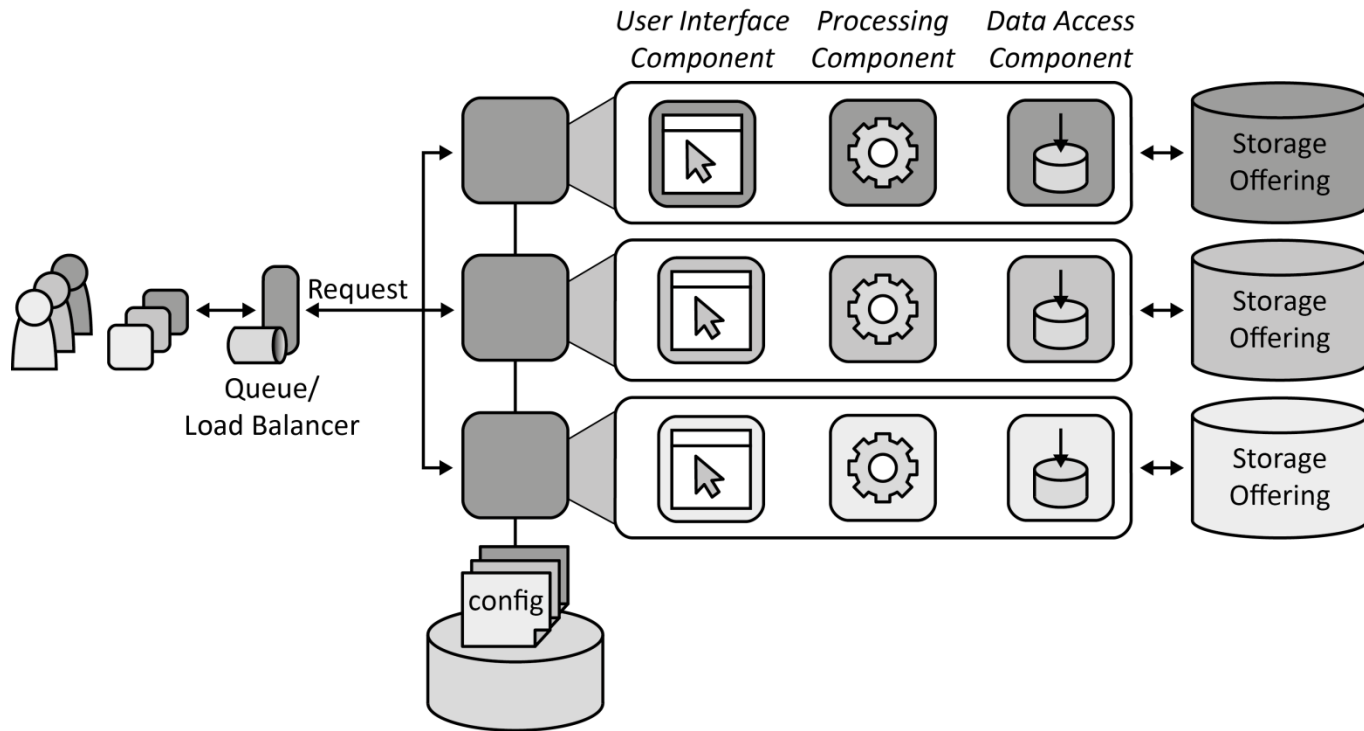 User Interface
Component
Processing
Component
Data Access
Component
Storage
Offering
Request
Storage
Offering
Queue/
Load Balancer
Storage
Offering
config